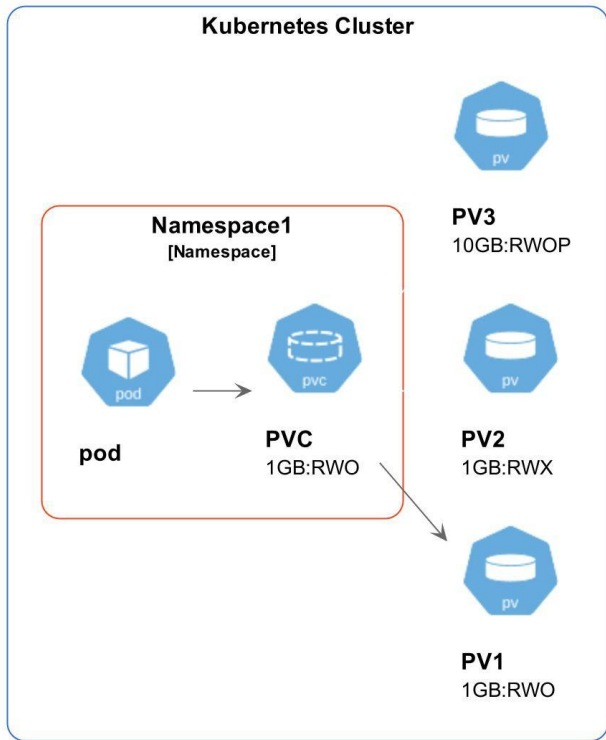 Kubernetes Cluster
pv
PV3
10GB:RWOP
Namespace1
[Namespace]
pod
pod
pvc
PVC
1GB:RWO
pv
PV2
1GB:RWX
pv
PV1
1GB:RWO